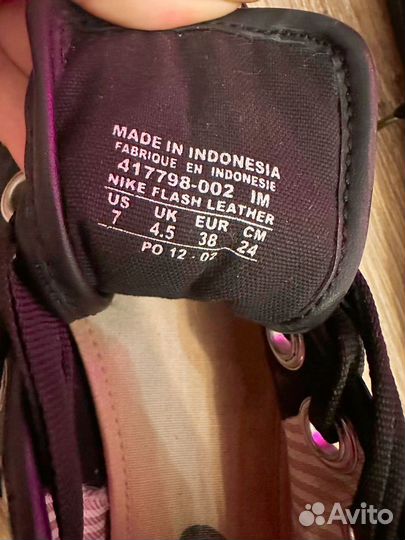 MADE IN INDONESIA
FABRIQUE EN INDONESIE
417798-002 IM
NIKE FLASH LEATHER
US UK EUR CM
7 4.5 38 24
PO 12 - 02
Avito